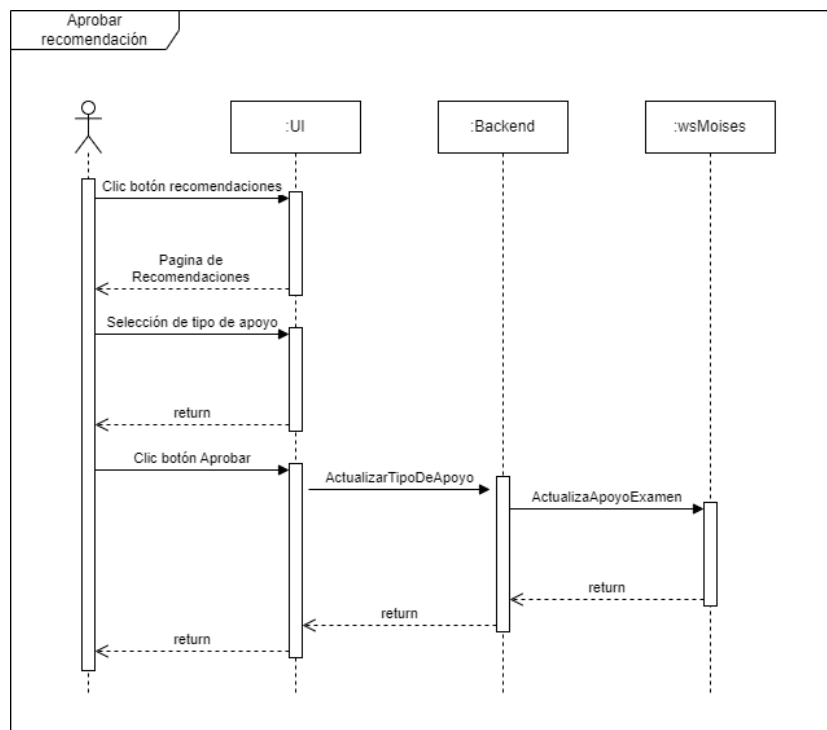 Aprobar
recomendación
:UI
:Backend
:wsMoises
Clic botón recomendaciones
Pagina de
Recomendaciones
Selección de tipo de apoyo
return
Clic botón Aprobar
ActualizarTipoDeApoyo
ActualizaApoyoExamen
return
return
return